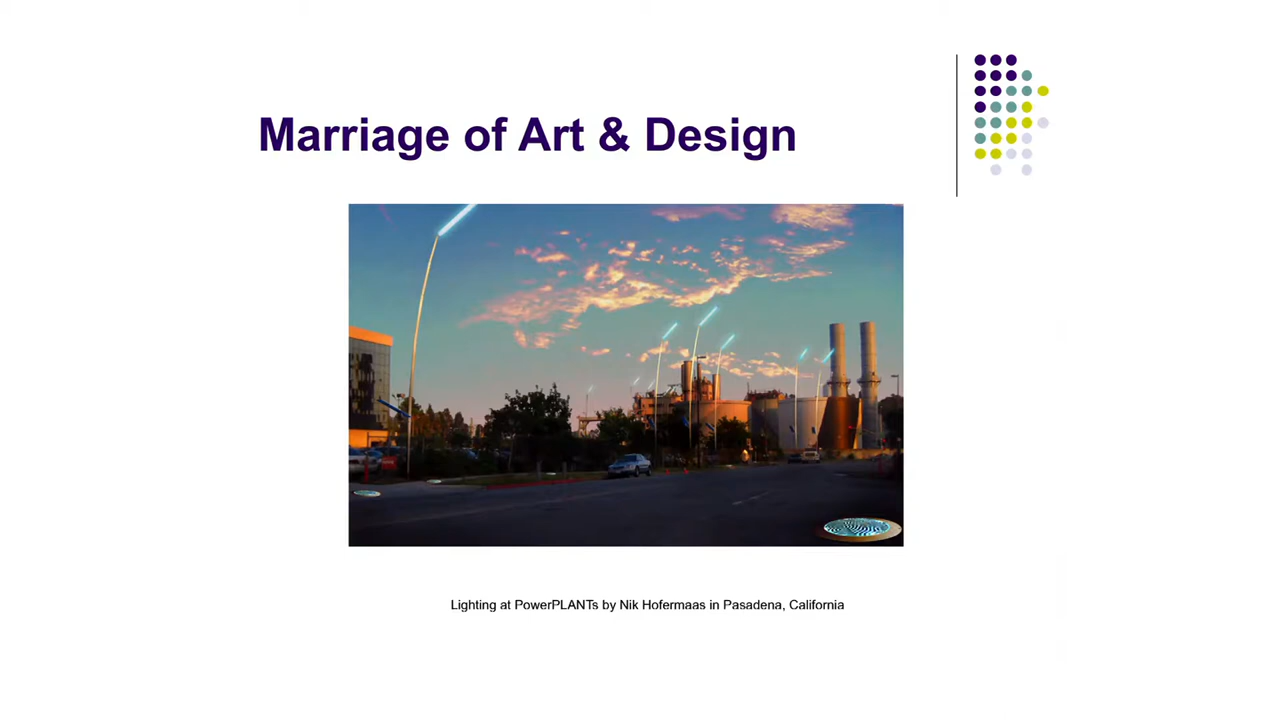 Marriage of Art & Design
Lighting at PowerPLANTs by Nik Hofermaas in Pasadena, California